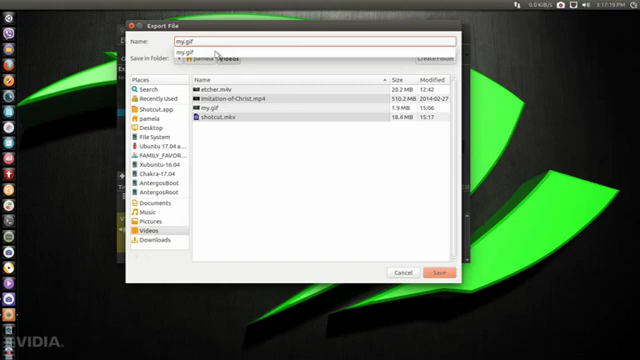 0.0 KiB/s
3:17:19 PM
Export File
Name:
my.gif
my.gif
Save in folder:
pamela
Videos
Create Folder
Places
Name
Size
Modified
Search
etcher.m4v
20.2 MB
12:42
Recently Used
Imitation-of-Christ.mp4
510.2 MB
2014-02-27
Shotcut.app
my.gif
1.9 MB
15:06
pamela
shotcut.mkv
18.4 MB
15:17
Desktop
File System
Ubuntu 17.04 a...
FAMILY_FAVOR...
Xubuntu-16.04
Chakra-17.04
AntergosBoot
AntergosRoot
Documents
Music
Pictures
Videos
Downloads
Cancel
Save
VIDIA.